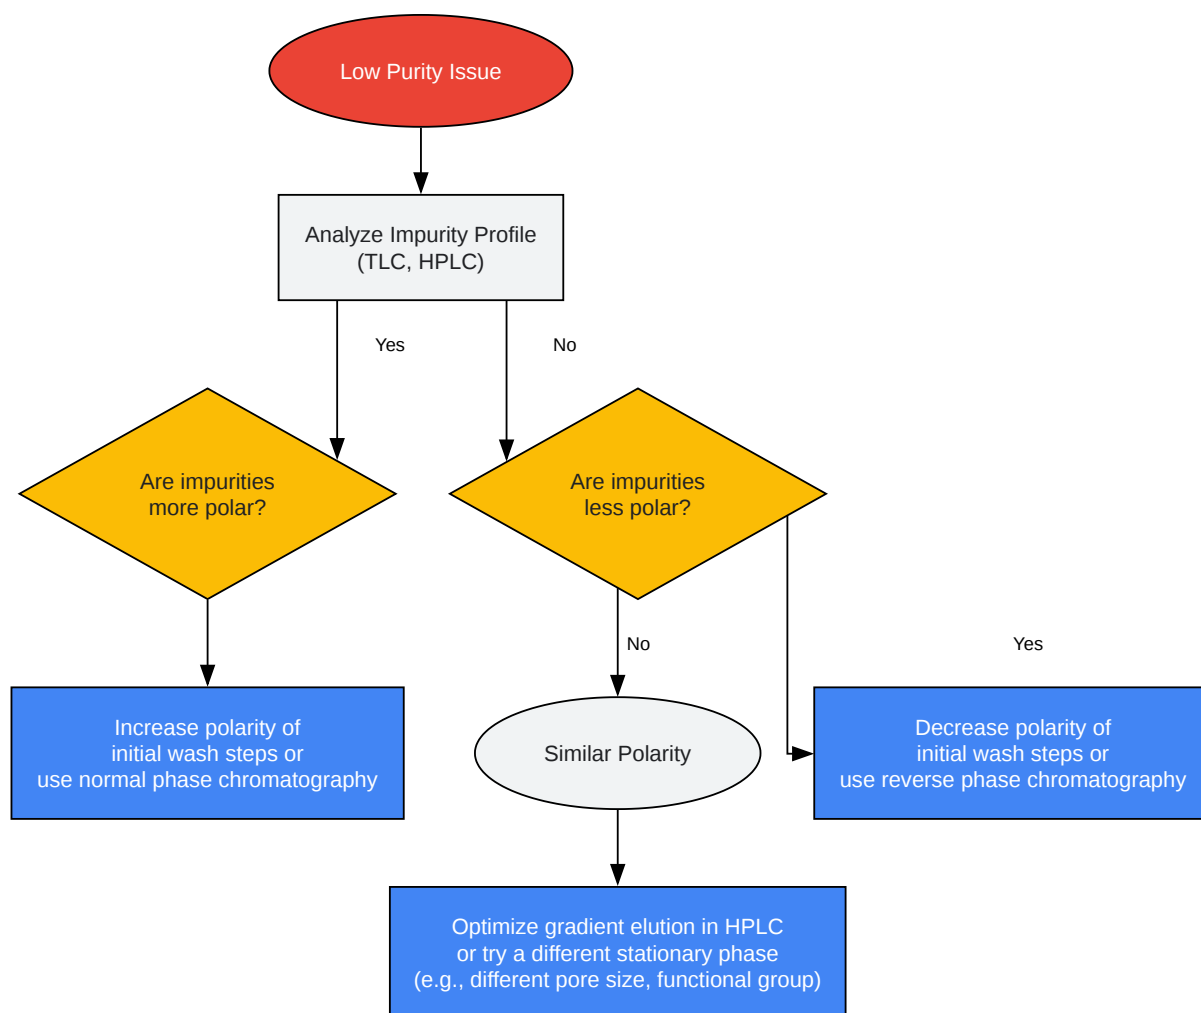 Low Purity Issue
Analyze Impurity Profile
(TLC, HPLC)
Yes
No
Are impurities
more polar?
Are impurities
less polar?
No
Yes
Increase polarity of
initial wash steps or
use normal phase chromatography
Similar Polarity
Decrease polarity of
initial wash steps or
use reverse phase chromatography
Optimize gradient elution in HPLC
or try a different stationary phase
(e.g., different pore size, functional group)